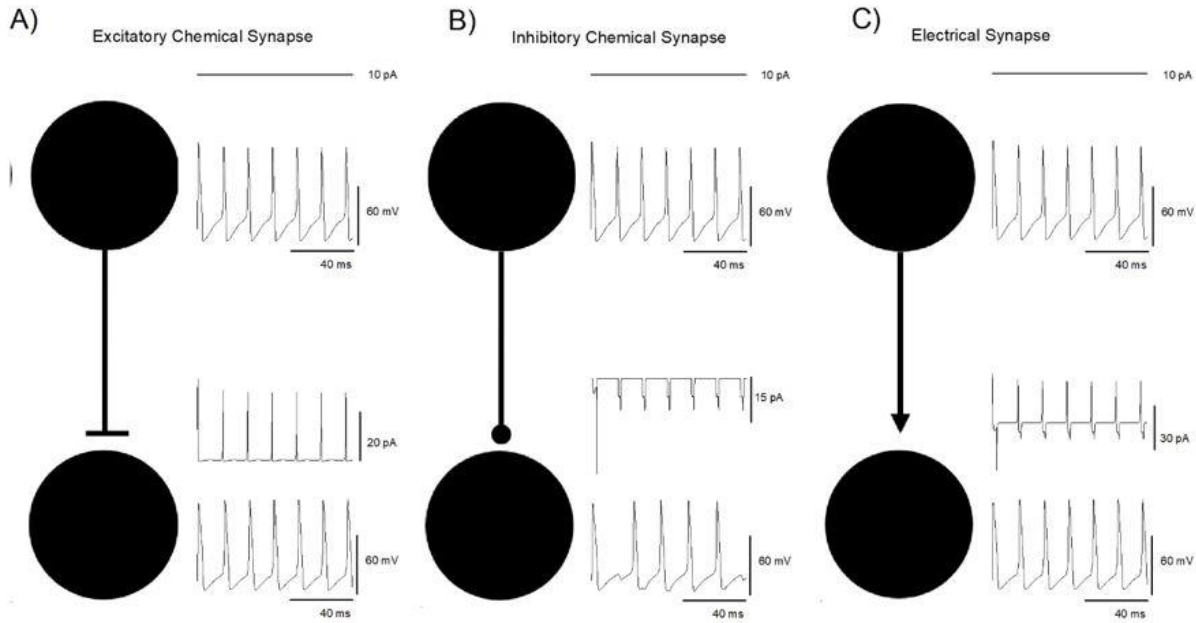 A)
Excitatory Chemical Synapse
10 pA
60 mV
40 ms
20 pA
60 mV
40 ms
B)
Inhibitory Chemical Synapse
10 pA
60 mV
40 ms
15 pA
60 mV
40 ms
C)
Electrical Synapse
10 pA
60 mV
40 ms
30 pA
60 mV
40 ms